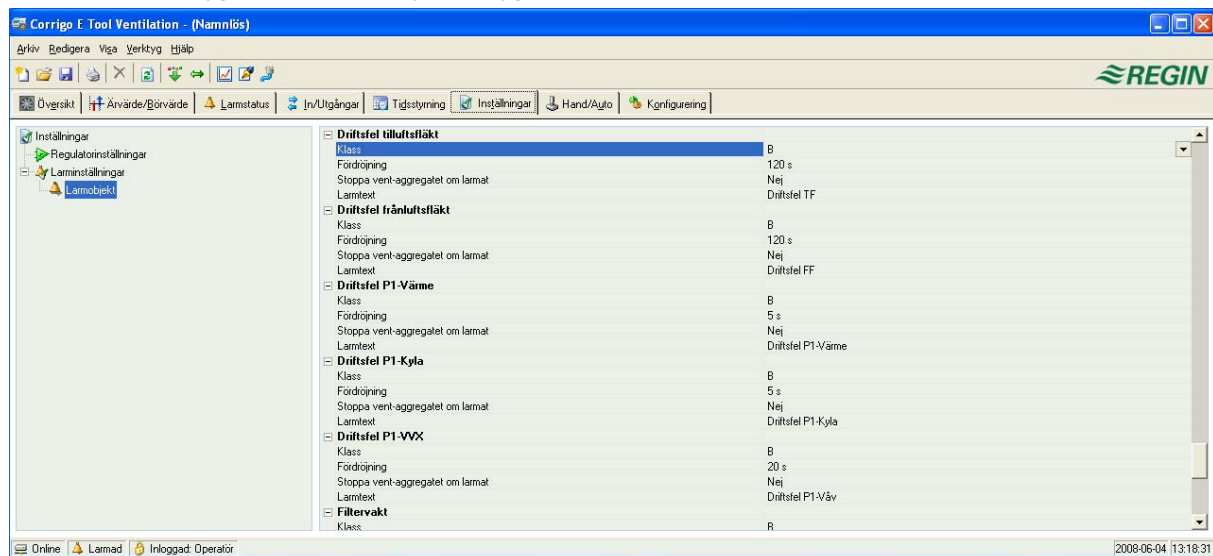 Corrigo E Tool Ventilation - (Namnlös)
Arkiv Redigera Visa Verktyg Hjälp
REGIN
Översikt Ärvärde/Börvärde Larmstatus In/Utgångar Tidsstyrning Inställningar Hand/Auto Konfigurering
Inställningar
Regulatorinställningar
Larminställningar
Larmobjekt
Driftsfel tilluftsfläkt
Klass B
Fördröjning 120 s
Stoppa vent-aggregatet om larmat Nej
Larmtext Driftsfel TF
Driftsfel frånluftsfläkt
Klass B
Fördröjning 120 s
Stoppa vent-aggregatet om larmat Nej
Larmtext Driftsfel FF
Driftsfel P1-Värme
Klass B
Fördröjning 5 s
Stoppa vent-aggregatet om larmat Nej
Larmtext Driftsfel P1-Värme
Driftsfel P1-Kyla
Klass B
Fördröjning 5 s
Stoppa vent-aggregatet om larmat Nej
Larmtext Driftsfel P1-Kyla
Driftsfel P1-VVX
Klass B
Fördröjning 20 s
Stoppa vent-aggregatet om larmat Nej
Larmtext Driftsfel P1-Våv
Filtervakt
Klass B
Online Larmad Inloggad: Operatör 2008-06-04 13:18:31